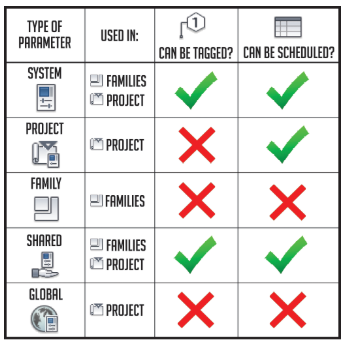 TYPE OF
PARAMETER
USED IN:
1
CAN BE TAGGED?
CAN BE SCHEDULED?
SYSTEM
FAMILIES
PROJECT
PROJECT
PROJECT
FAMILY
FAMILIES
SHARED
FAMILIES
PROJECT
GLOBAL
PROJECT